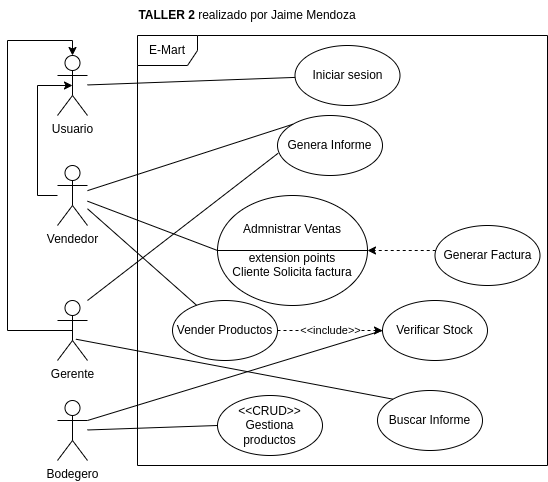 TALLER 2 realizado por Jaime Mendoza
E-Mart
Iniciar sesion
Usuario
Genera Informe
Vendedor
Admnistrar Ventas
extension points
Cliente Solicita factura
Generar Factura
Vender Productos
<<include>>
Verificar Stock
Gerente
<<CRUD>>
Gestiona
productos
Buscar Informe
Bodegero